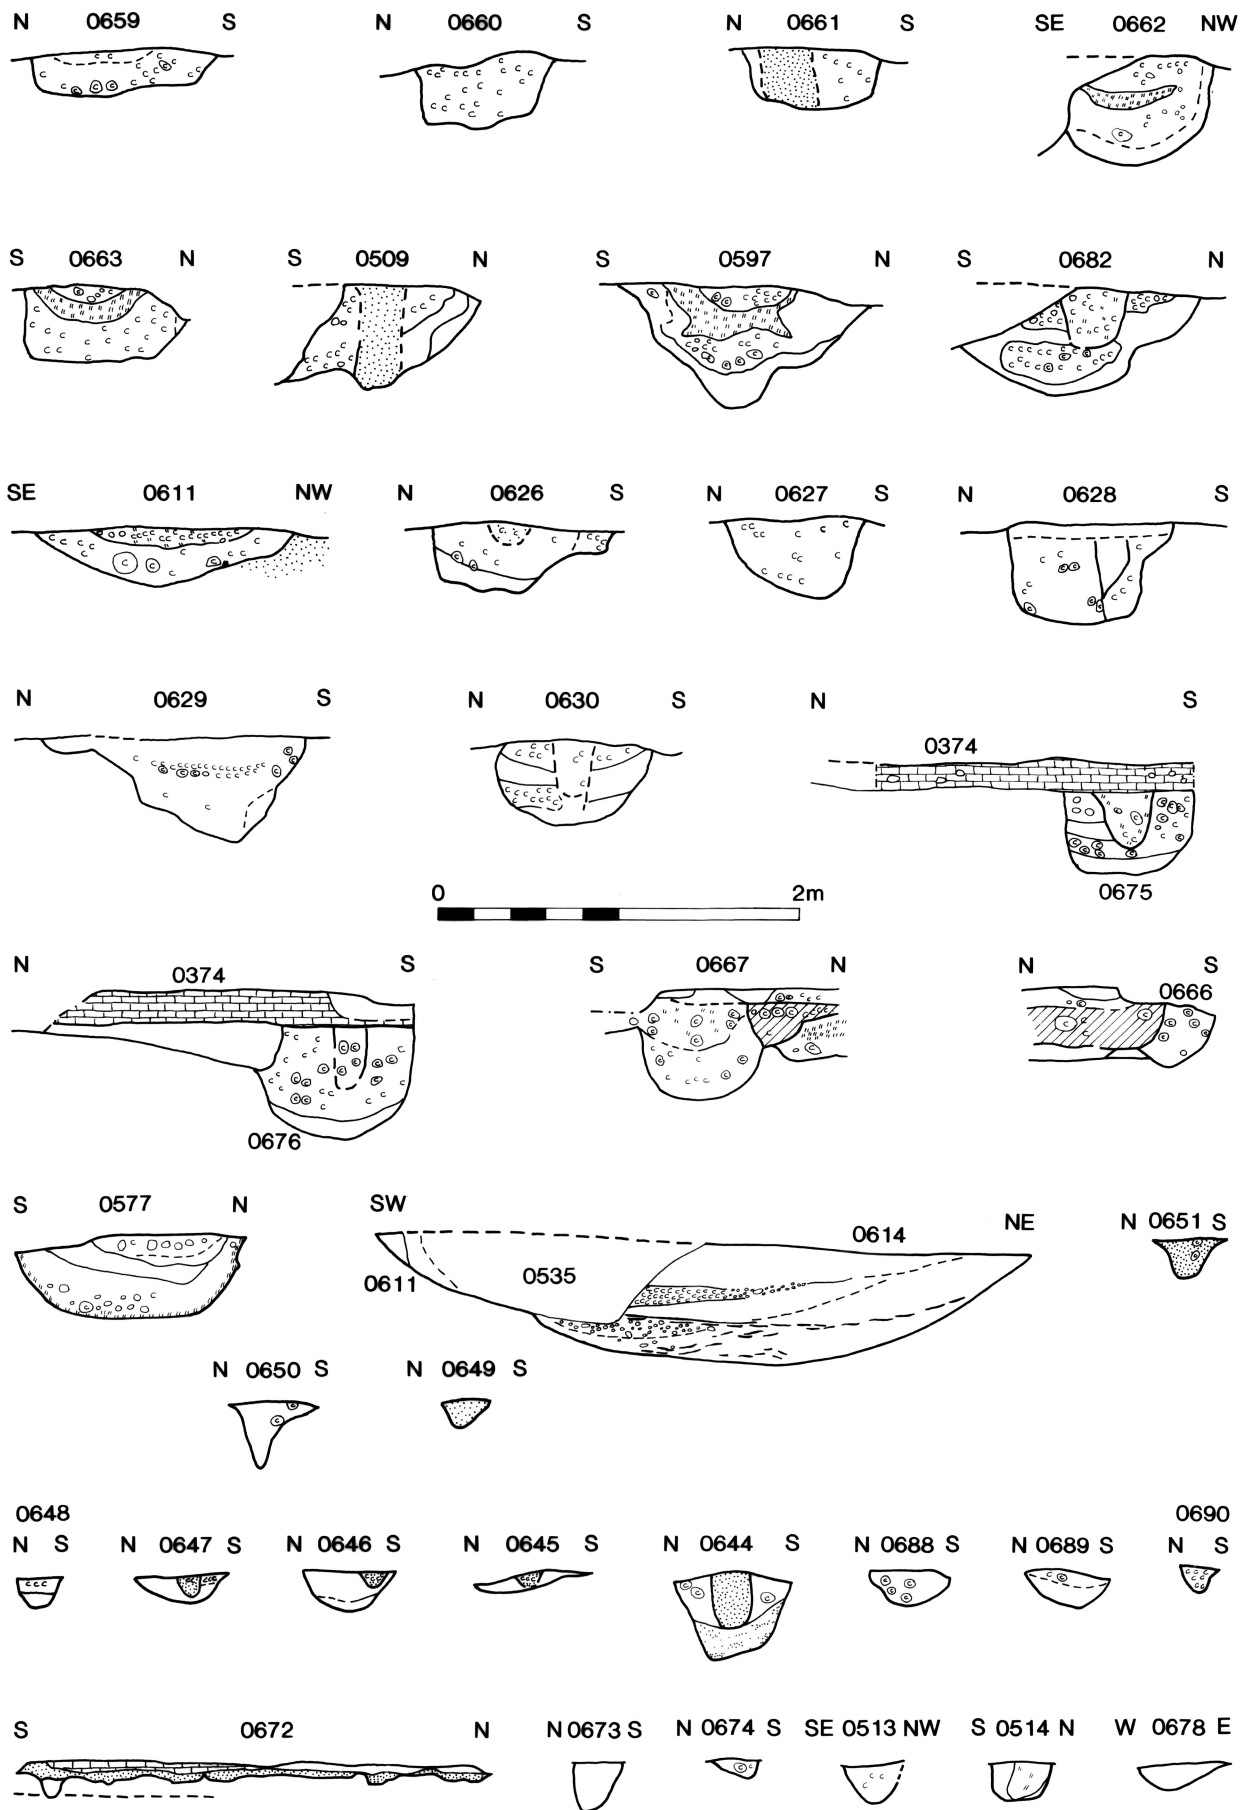 N 0659 S
N 0660 S
N 0661 S
SE 0662 NW
S 0663 N
S 0509 N
S 0597 N
S 0682 N
SE 0611 NW
N 0626 S
N 0627 S
N 0628 S
N 0629 S
N 0630 S
N S
0374
0675
0 2m
N S
0374
0676
S 0667 N
N S
0666
S 0577 N
SW NE
0614
0611
0535
N 0651 S
N 0650 S
N 0649 S
0648
N S
N 0647 S
N 0646 S
N 0645 S
N 0644 S
N 0688 S
N 0689 S
0690
N S
S 0672 N
N 0673 S
N 0674 S
SE 0513 NW
S 0514 N
W 0678 E